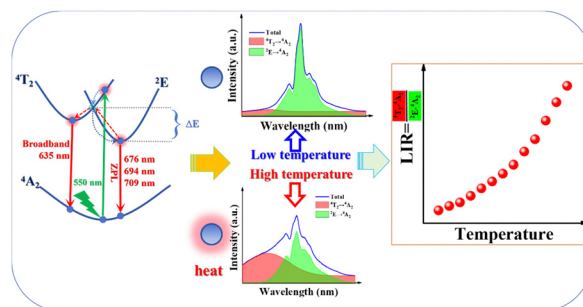 ⁴T₂
²E
ΔE
Broadband
635 nm
550 nm
ZPL
676 nm
694 nm
709 nm
⁴A₂
Intensity (a.u.)
Total
⁴T₂→⁴A₂
²E→⁴A₂
Wavelength (nm)
Low temperature
High temperature
heat
Intensity (a.u.)
Total
⁴T₂→⁴A₂
²E→⁴A₂
Wavelength (nm)
LIR=
⁴T₂-⁴A₂
²E-⁴A₂
Temperature